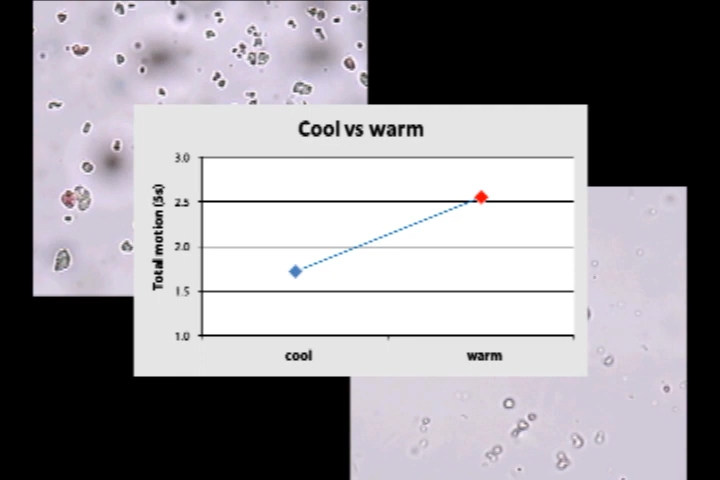 Cool vs warm
3.0
2.5
2.0
1.5
1.0
Total motion (5s)
cool
warm